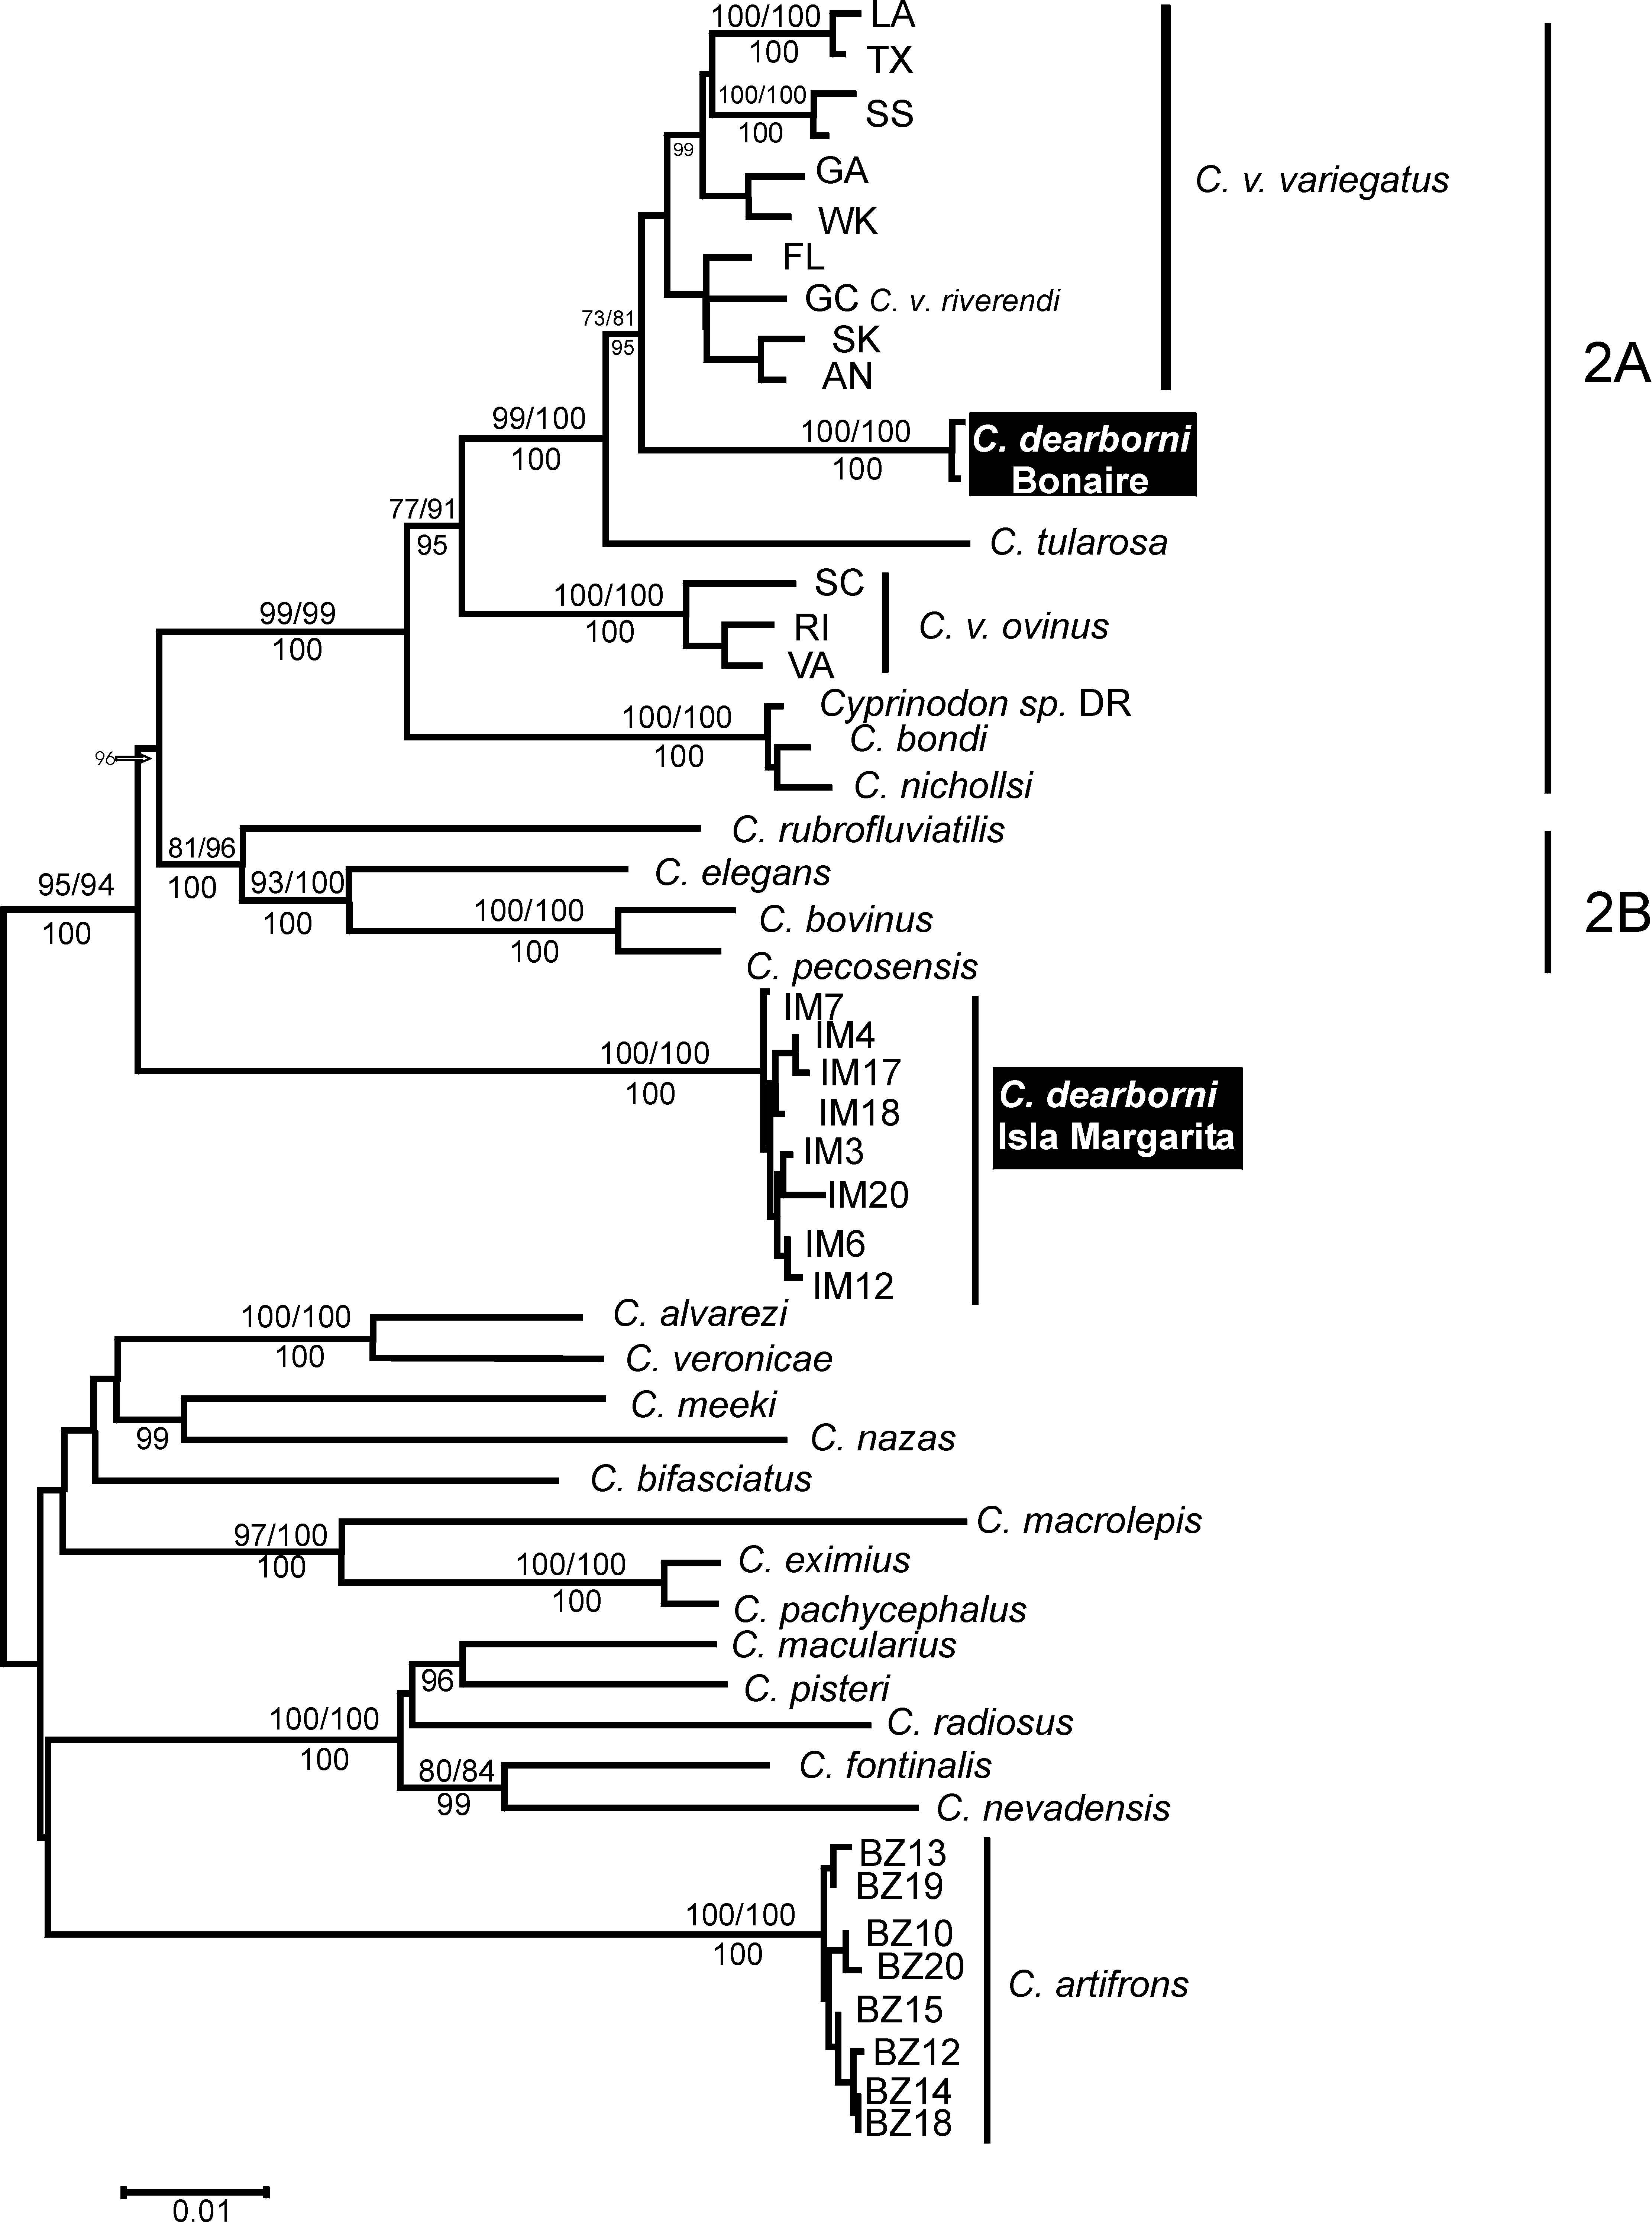 100/100 LA
100 TX
100/100
SS
100
99
GA
C. v. variegatus
WK
FL
GC C. v. riverendi
73/81
SK
95
2A
AN
99/100
100/100
C. dearborni
100
100
Bonaire
77/91
95
C. tularosa
100/100
SC
99/99
100
RI
C. v. ovinus
100
VA
100/100
Cyprinodon sp. DR
C. bondi
96
100
C. nichollsi
C. rubrofluviatilis
81/96
95/94
100
93/100
C. elegans
100/100
C. bovinus
2B
100
100
100
C. pecosensis
IM7
IM4
100/100
IM17
100
C. dearborni
IM18
Isla Margarita
IM3
IM20
IM6
IM12
100/100
C. alvarezi
100
C. veronicae
C. meeki
99
C. nazas
C. bifasciatus
97/100
C. macrolepis
100
100/100
C. eximius
100
C. pachycephalus
C. macularius
96
C. pisteri
100/100
C. radiosus
100
80/84
C. fontinalis
99
C. nevadensis
BZ13
BZ19
100/100
BZ10
100
BZ20
C. artifrons
BZ15
BZ12
BZ14
BZ18
0.01